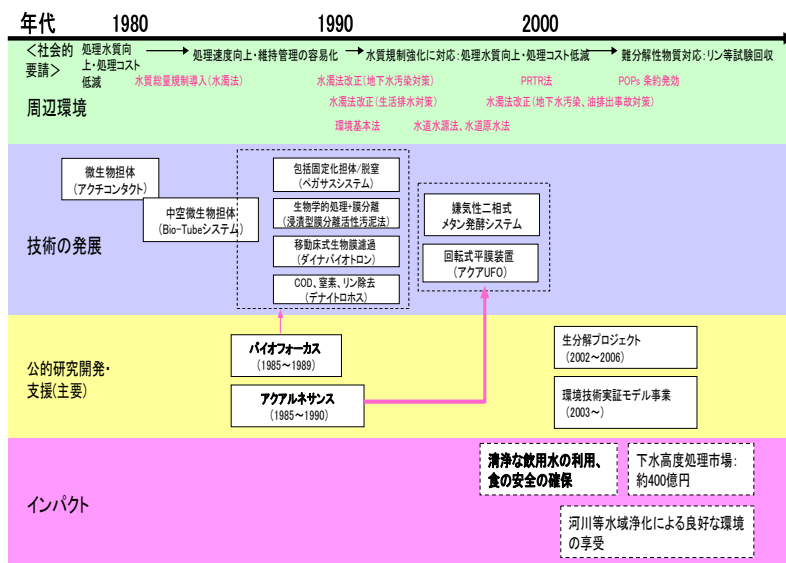 年代
1980
1990
2000
＜社会的
要請＞
処理水質向
上・処理コスト
低減
処理速度向上・維持管理の容易化
水質規制強化に対応：処理水質向上・処理コスト低減
難分解性物質対応：リン等試験回収
水質総量規制導入（水濁法）
水濁法改正（地下水汚染対策）
PRTR法
POPs 条約発効
水濁法改正（生活排水対策）
水濁法改正（地下水汚染、油排出事故対策）
環境基本法
水道水源法、水道原水法
周辺環境
技術の発展
微生物担体
（アクチコンタクト）
中空微生物担体
（Bio-Tubeシステム）
包括固定化担体/脱窒
（ペガサスシステム）
生物学的処理+膜分離
（浸漬型膜分離活性汚泥法）
移動床式生物膜濾過
（ダイナバイオトロン）
COD、窒素、リン除去
（デナイトロホス）
嫌気性二相式
メタン発酵システム
回転式平膜装置
（アクアUFO）
公的研究開発・
支援（主要）
バイオフォーカス
（1985～1989）
アクアルネサンス
（1985～1990）
生分解プロジェクト
（2002～2006）
環境技術実証モデル事業
（2003～）
インパクト
清浄な飲用水の利用、
食の安全の確保
下水高度処理市場：
約400億円
河川等水域浄化による良好な環境
の享受